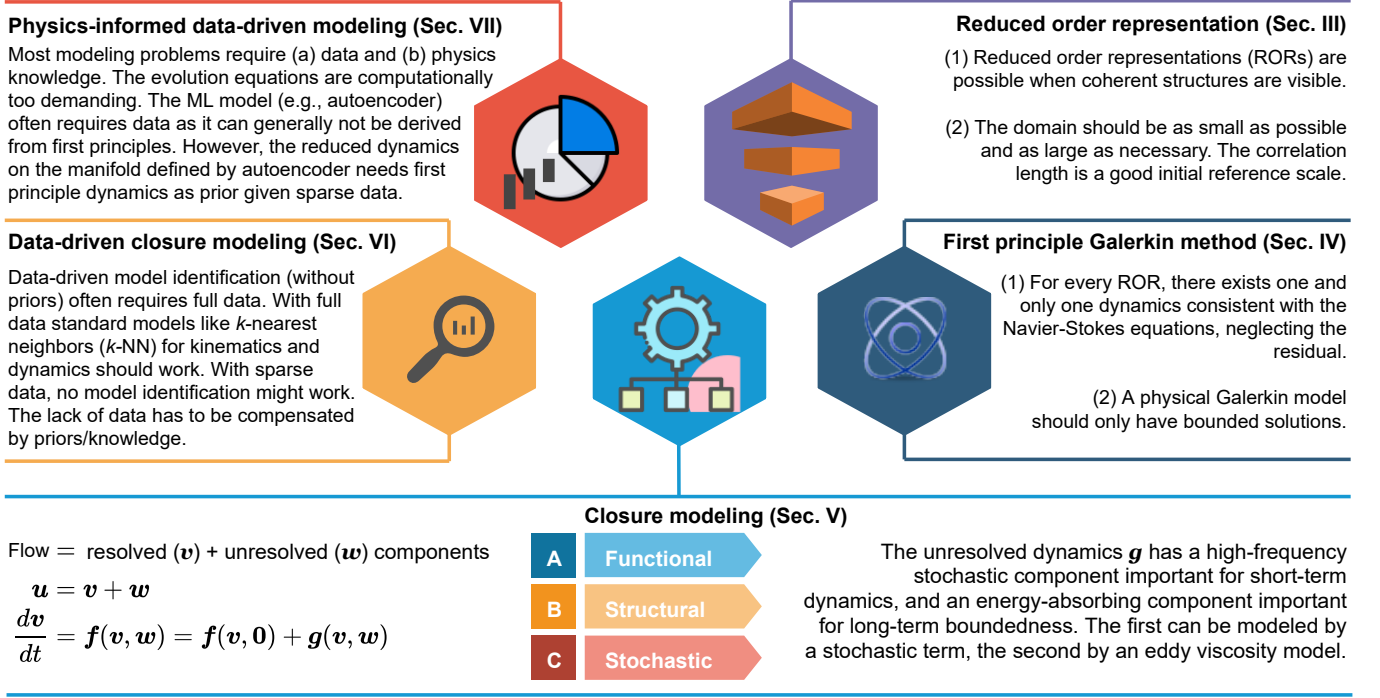 Physics-informed data-driven modeling (Sec. VII)
Most modeling problems require (a) data and (b) physics
knowledge. The evolution equations are computationally
too demanding. The ML model (e.g., autoencoder)
often requires data as it can generally not be derived
from first principles. However, the reduced dynamics
on the manifold defined by autoencoder needs first
principle dynamics as prior given sparse data.
Reduced order representation (Sec. III)
(1) Reduced order representations (RORs) are
possible when coherent structures are visible.
(2) The domain should be as small as possible
and as large as necessary. The correlation
length is a good initial reference scale.
Data-driven closure modeling (Sec. VI)
Data-driven model identification (without
priors) often requires full data. With full
data standard models like k-nearest
neighbors (k-NN) for kinematics and
dynamics should work. With sparse
data, no model identification might work.
The lack of data has to be compensated
by priors/knowledge.
First principle Galerkin method (Sec. IV)
(1) For every ROR, there exists one and
only one dynamics consistent with the
Navier-Stokes equations, neglecting the
residual.
(2) A physical Galerkin model
should only have bounded solutions.
Closure modeling (Sec. V)
Flow = resolved (v) + unresolved (w) components
u = v + w
dv/dt = f(v, w) = f(v, 0) + g(v, w)
A Functional
B Structural
C Stochastic
The unresolved dynamics g has a high-frequency
stochastic component important for short-term
dynamics, and an energy-absorbing component important
for long-term boundedness. The first can be modeled by
a stochastic term, the second by an eddy viscosity model.